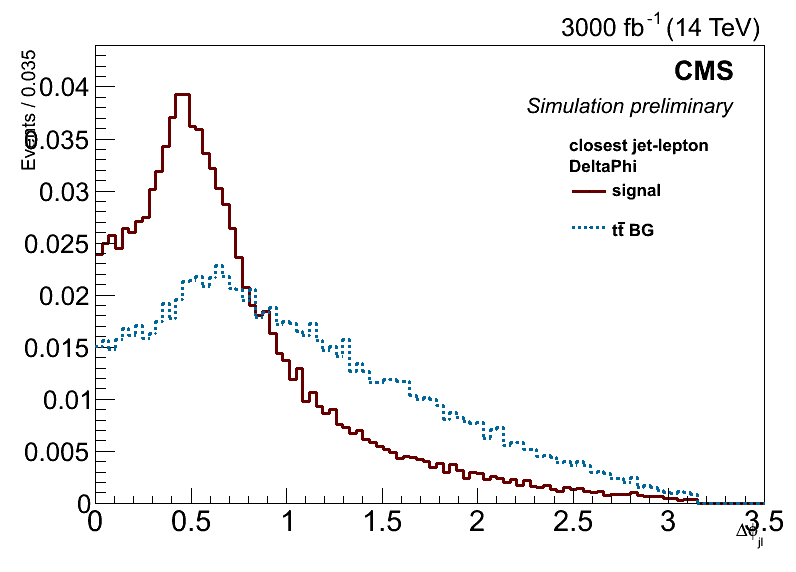 3000 fb⁻¹ (14 TeV)
CMS
Simulation preliminary
closest jet-lepton
DeltaPhi
signal
tt̄ BG
Events / 0.035
0.04
0.035
0.03
0.025
0.02
0.015
0.01
0.005
0
0 0.5 1 1.5 2 2.5 3 3.5
Δϕjl